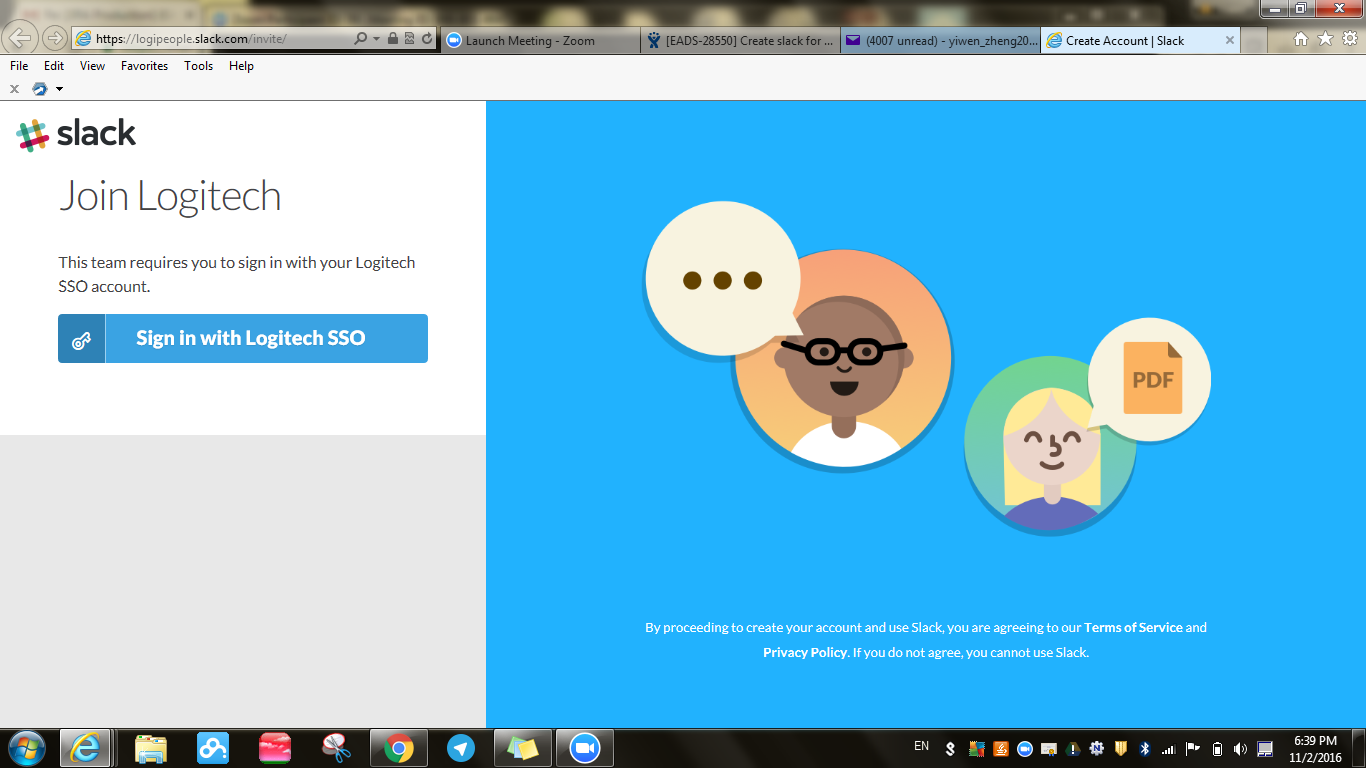 https://logipeople.slack.com/invite/
Launch Meeting - Zoom
[EADS-28550] Create slack for ...
(4007 unread) - yiwen_zheng20...
Create Account | Slack
File Edit View Favorites Tools Help
slack
Join Logitech
This team requires you to sign in with your Logitech
SSO account.
Sign in with Logitech SSO
PDF
By proceeding to create your account and use Slack, you are agreeing to our Terms of Service and
Privacy Policy. If you do not agree, you cannot use Slack.
EN
6:39 PM
11/2/2016